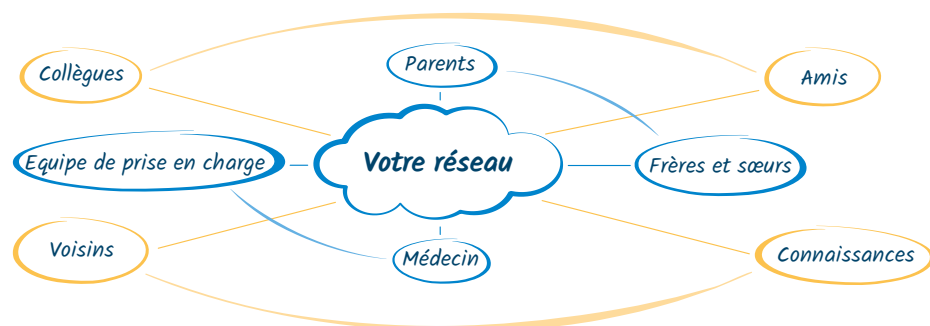 Parents
Collègues
Amis
Equipe de prise en charge
Votre réseau
Frères et sœurs
Voisins
Médecin
Connaissances